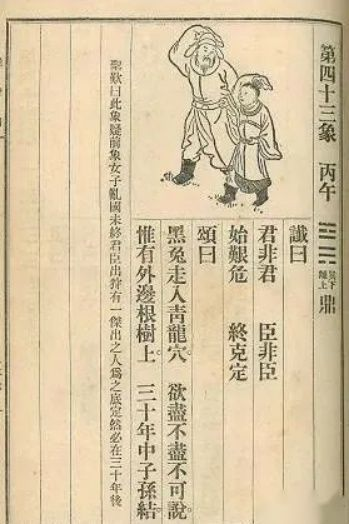 第四十三象 丙午 ䷱ 巽下離上 鼎
讖曰
君非君 臣非臣
始艱危 終克定
頌曰
黑兔走入青龍穴。欲盡不盡不可說。
惟有外邊根樹上 三十年中子孫結
聖歎曰此象疑前象女子亂國未終君臣出狩有一傑出之人為之底定然必在三十年後